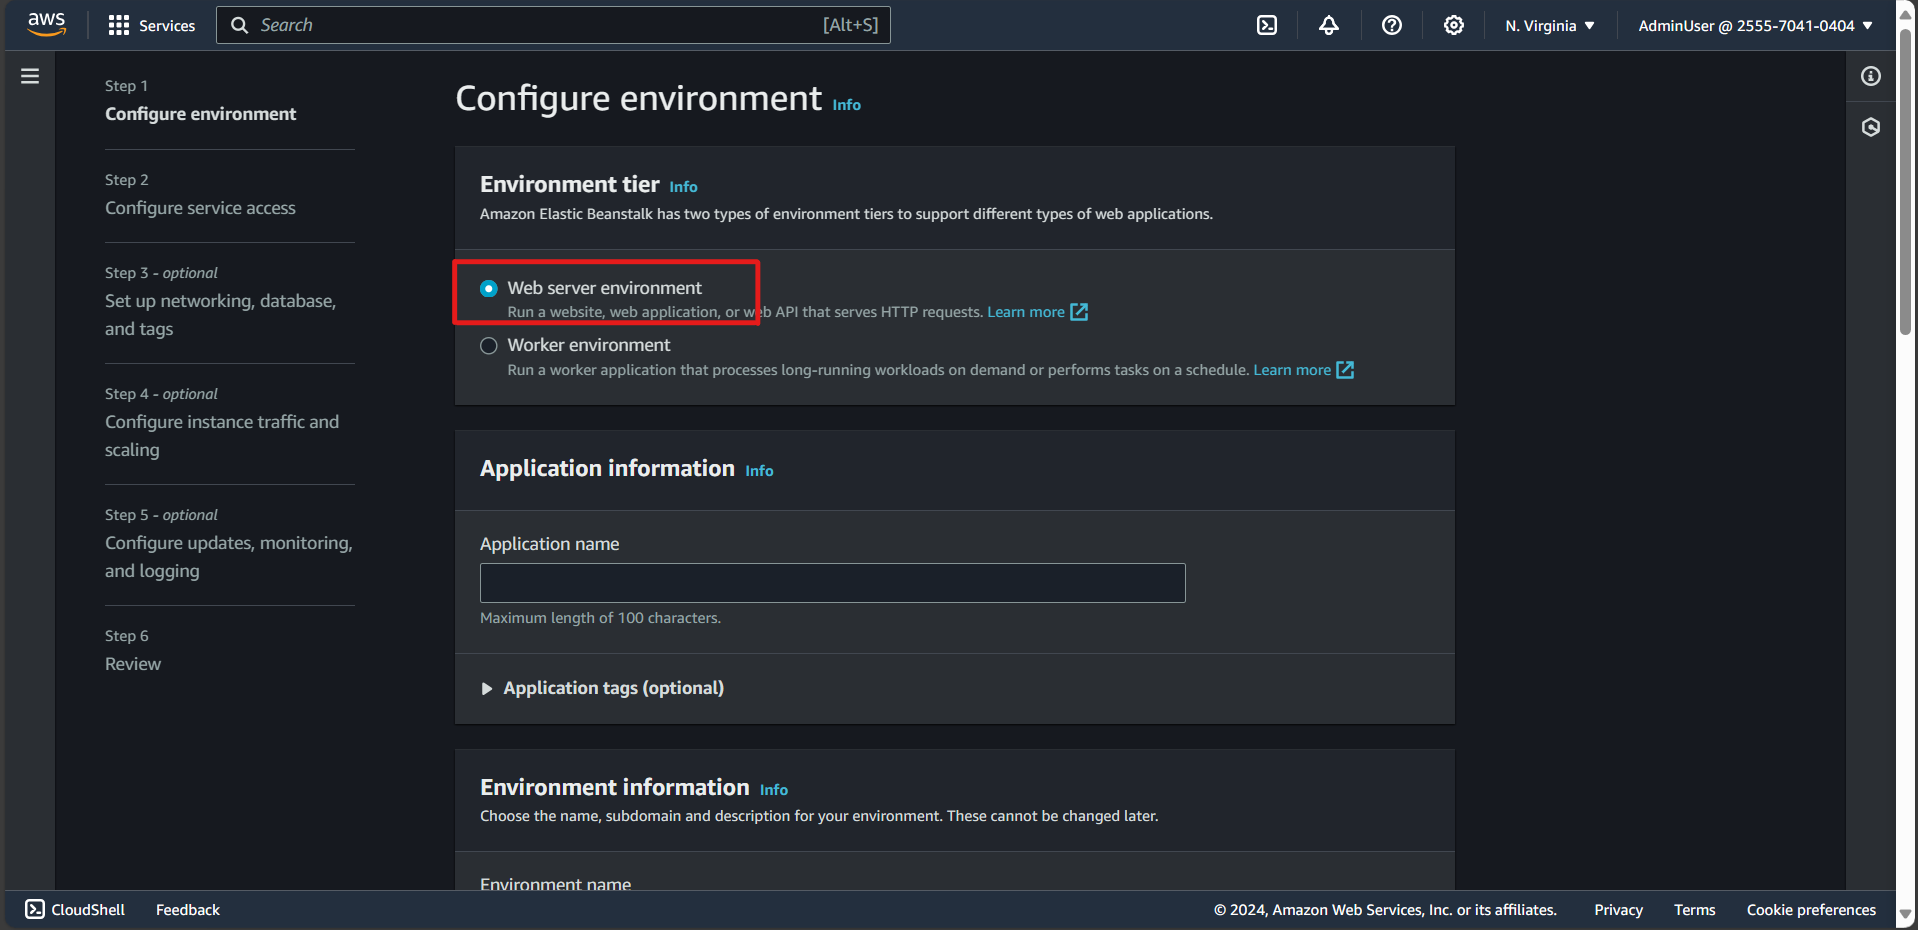 aws
Services
Search
[Alt+S]
N. Virginia
AdminUser @ 2555-7041-0404
Step 1
Configure environment
Step 2
Configure service access
Step 3 - optional
Set up networking, database,
and tags
Step 4 - optional
Configure instance traffic and
scaling
Step 5 - optional
Configure updates, monitoring,
and logging
Step 6
Review
Configure environment Info
Environment tier Info
Amazon Elastic Beanstalk has two types of environment tiers to support different types of web applications.
Web server environment
Run a website, web application, or web API that serves HTTP requests. Learn more
Worker environment
Run a worker application that processes long-running workloads on demand or performs tasks on a schedule. Learn more
Application information Info
Application name
Maximum length of 100 characters.
Application tags (optional)
Environment information Info
Choose the name, subdomain and description for your environment. These cannot be changed later.
Environment name
CloudShell
Feedback
© 2024, Amazon Web Services, Inc. or its affiliates.
Privacy
Terms
Cookie preferences